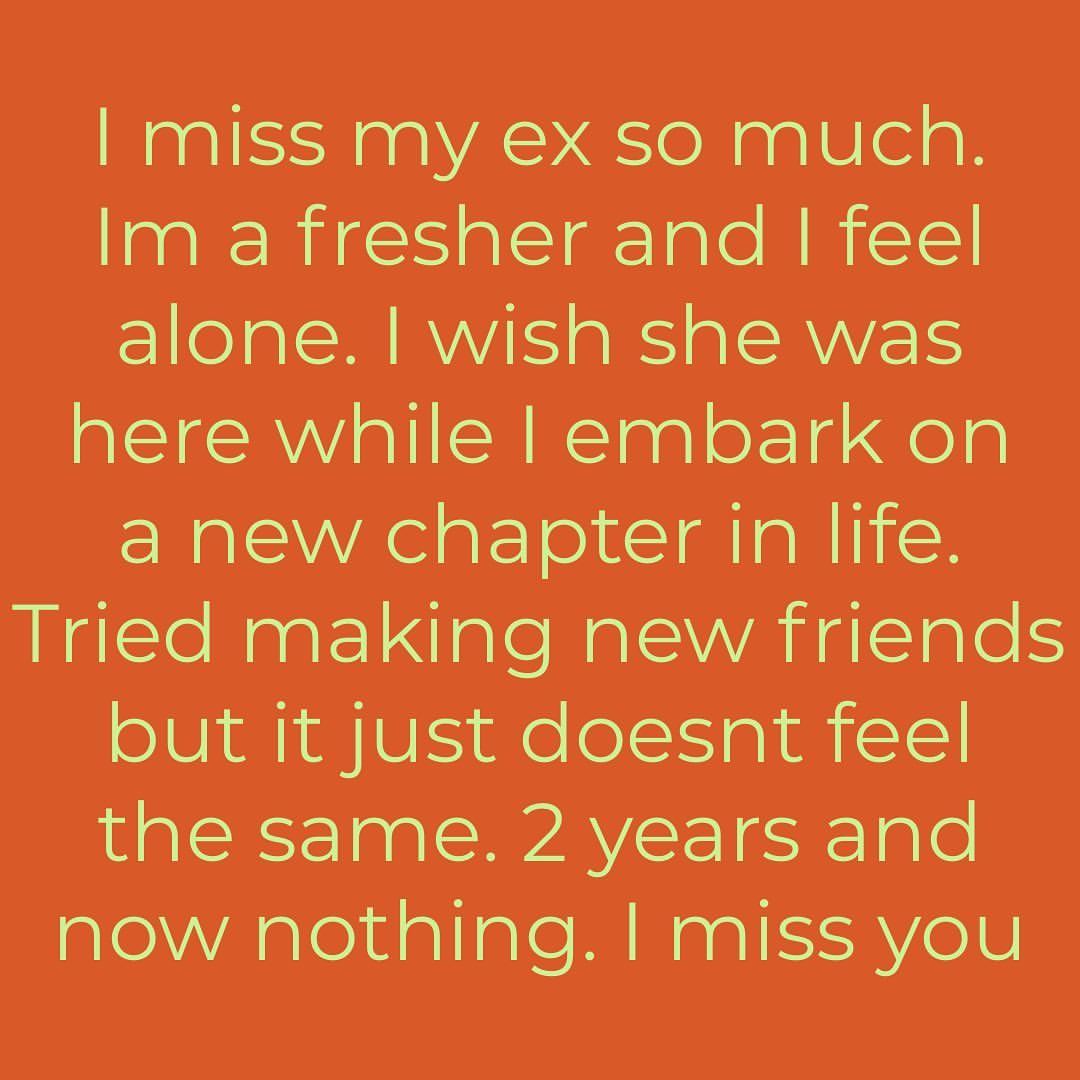 I miss my ex so much.
Im a fresher and I feel
alone. I wish she was
here while I embark on
a new chapter in life.
Tried making new friends
but it just doesnt feel
the same. 2 years and
now nothing. I miss you